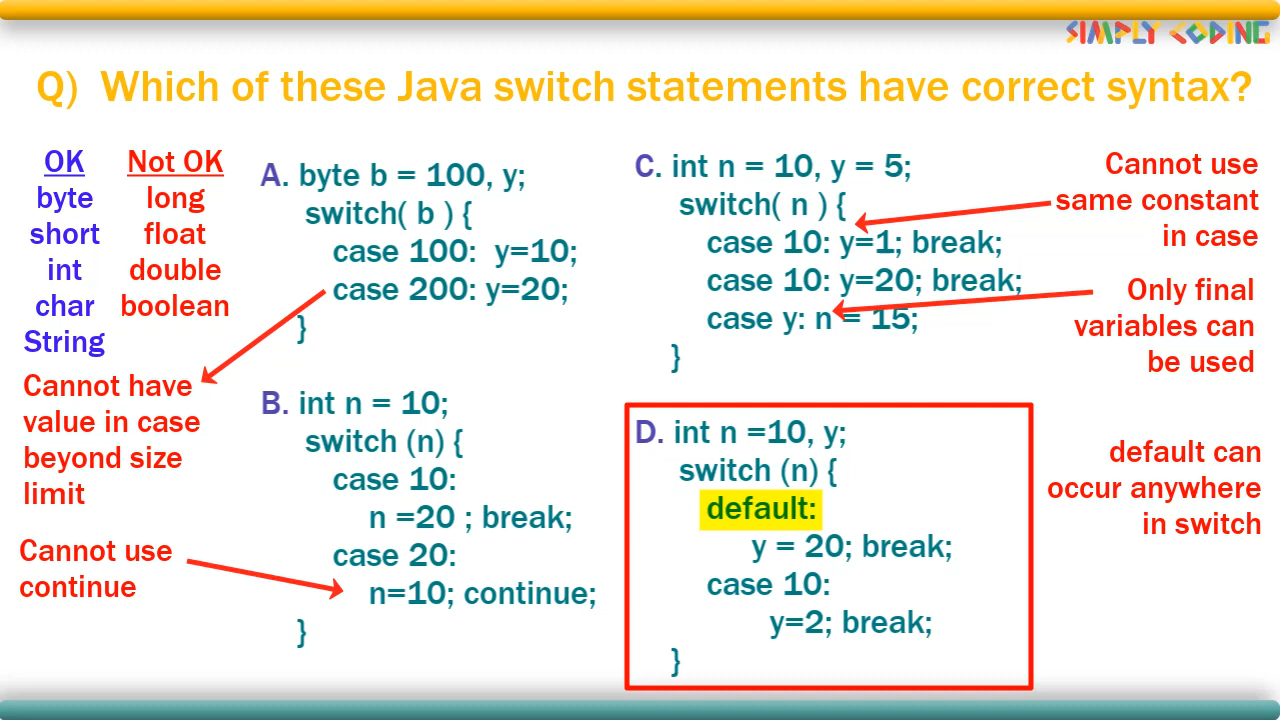 SIMPLY CODING
Q) Which of these Java switch statements have correct syntax?
OK Not OK
byte long
short float
int double
char boolean
String
Cannot have
value in case
beyond size
limit
Cannot use
continue
A. byte b = 100, y;
switch( b ) {
case 100: y=10;
case 200: y=20;
}
B. int n = 10;
switch (n) {
case 10:
n =20 ; break;
case 20:
n=10; continue;
}
C. int n = 10, y = 5;
switch( n ) {
case 10: y=1; break;
case 10: y=20; break;
case y: n = 15;
}
D. int n =10, y;
switch (n) {
default:
y = 20; break;
case 10:
y=2; break;
}
Cannot use
same constant
in case
Only final
variables can
be used
default can
occur anywhere
in switch